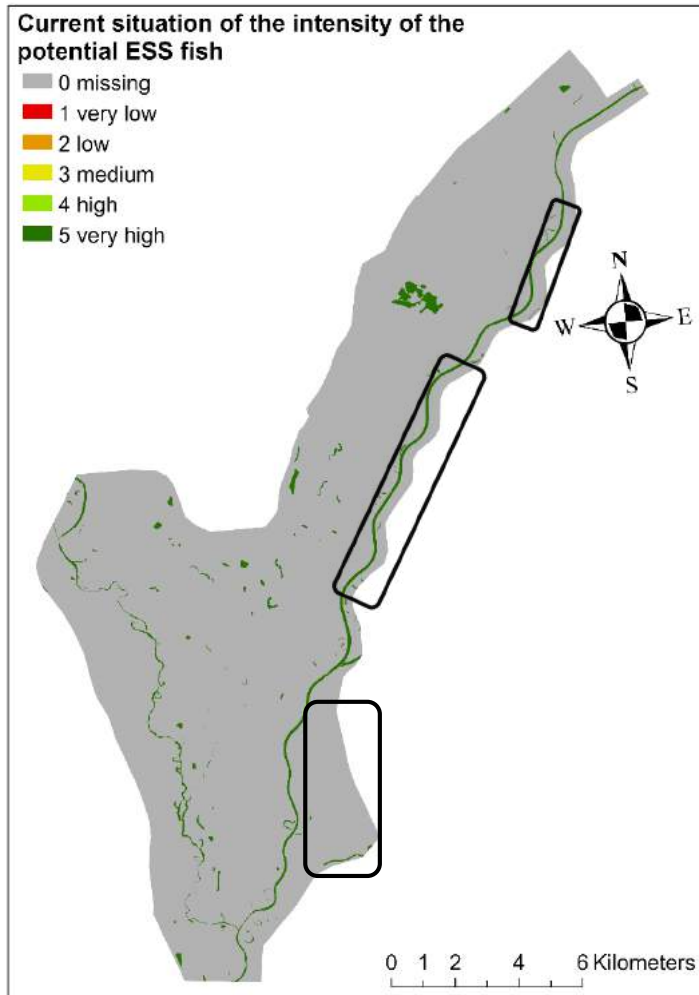 Current situation of the intensity of the
potential ESS fish
0 missing
1 very low
2 low
3 medium
4 high
5 very high
N
W E
S
0 1 2 4 6 Kilometers